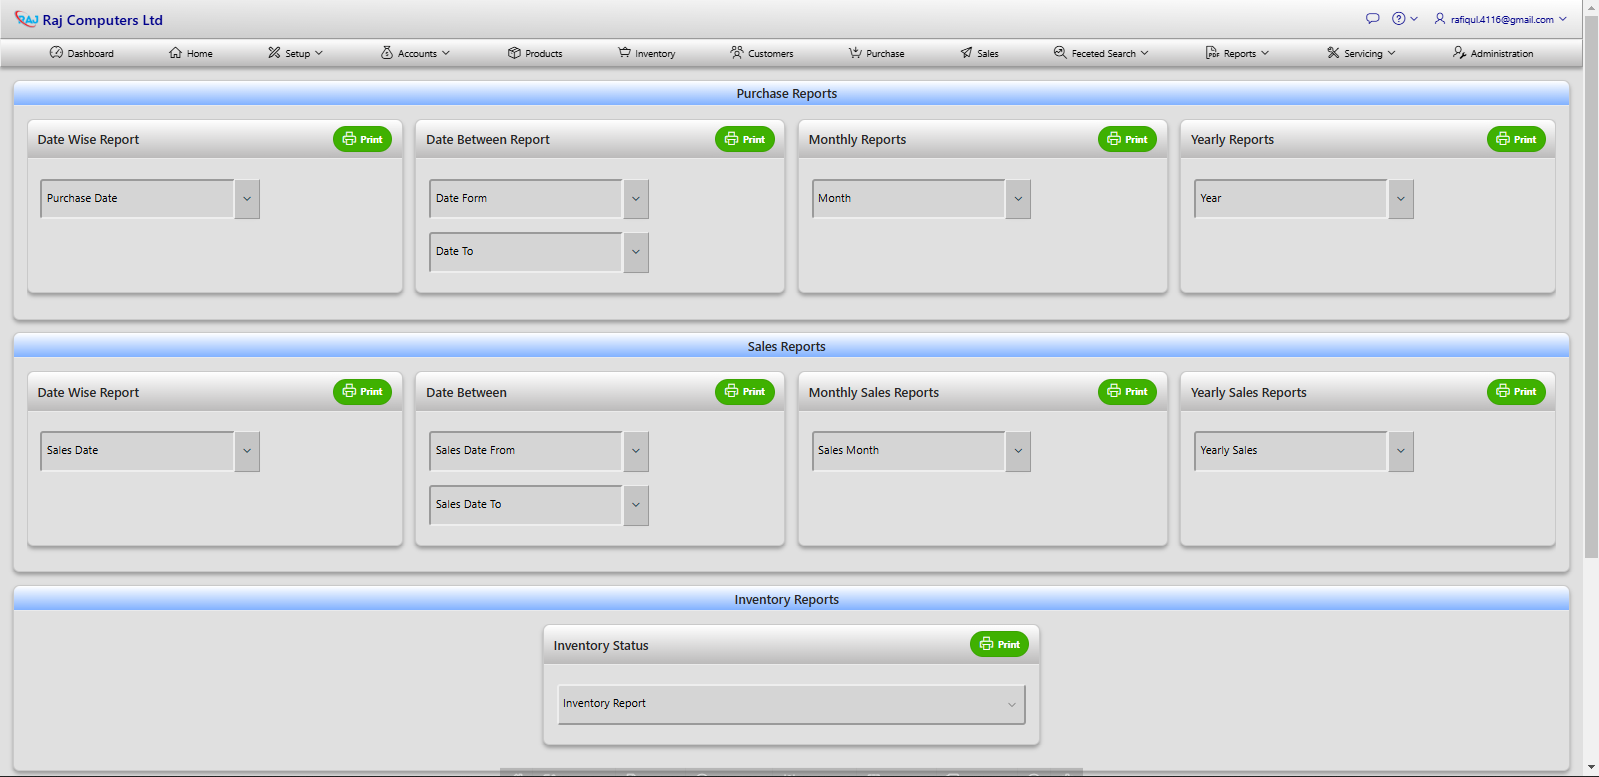 RAJ Raj Computers Ltd
rafiqul.4116@gmail.com
Dashboard Home Setup Accounts Products Inventory Customers Purchase Sales Feceted Search Reports Servicing Administration
Purchase Reports
Date Wise Report Print Date Between Report Print Monthly Reports Print Yearly Reports Print
Purchase Date Date Form Month Year
Date To
Sales Reports
Date Wise Report Print Date Between Print Monthly Sales Reports Print Yearly Sales Reports Print
Sales Date Sales Date From Sales Month Yearly Sales
Sales Date To
Inventory Reports
Inventory Status Print
Inventory Report